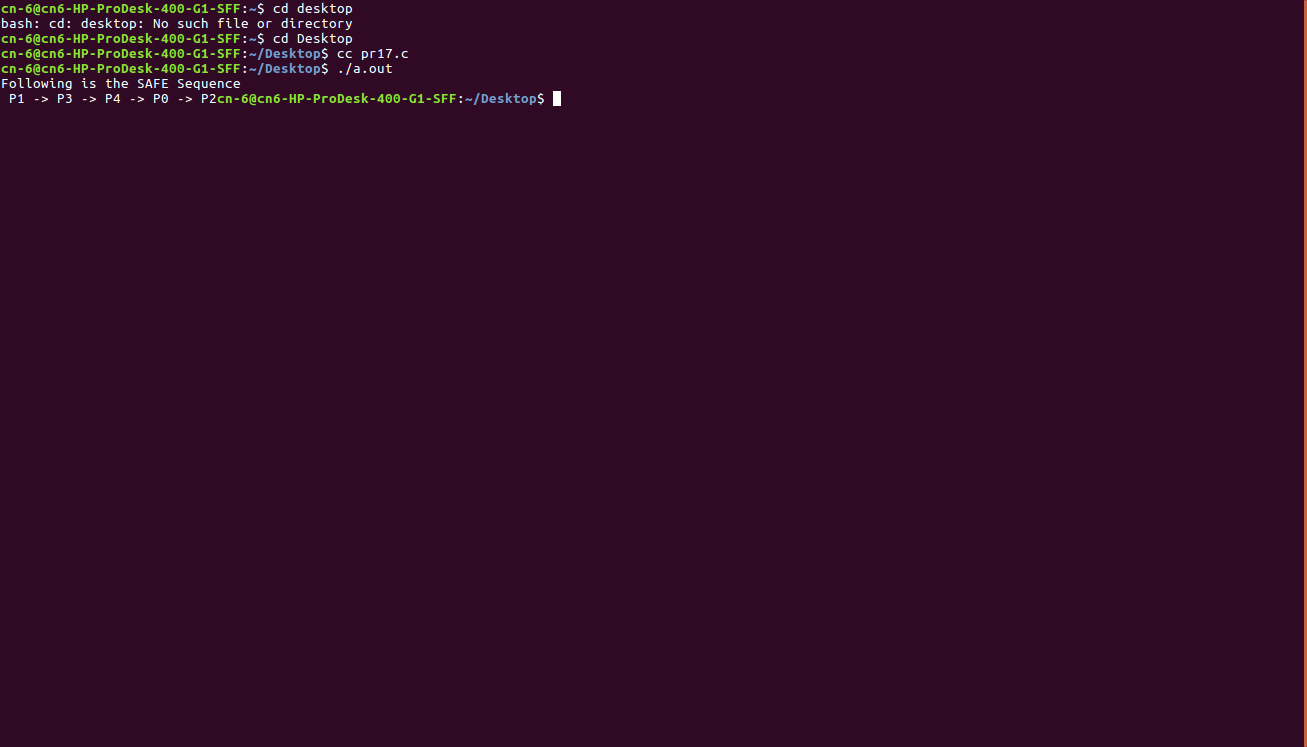 cn-6@cn6-HP-ProDesk-400-G1-SFF:~$ cd desktop
bash: cd: desktop: No such file or directory
cn-6@cn6-HP-ProDesk-400-G1-SFF:~$ cd Desktop
cn-6@cn6-HP-ProDesk-400-G1-SFF:~/Desktop$ cc pr17.c
cn-6@cn6-HP-ProDesk-400-G1-SFF:~/Desktop$ ./a.out
Following is the SAFE Sequence
 P1 -> P3 -> P4 -> P0 -> P2cn-6@cn6-HP-ProDesk-400-G1-SFF:~/Desktop$